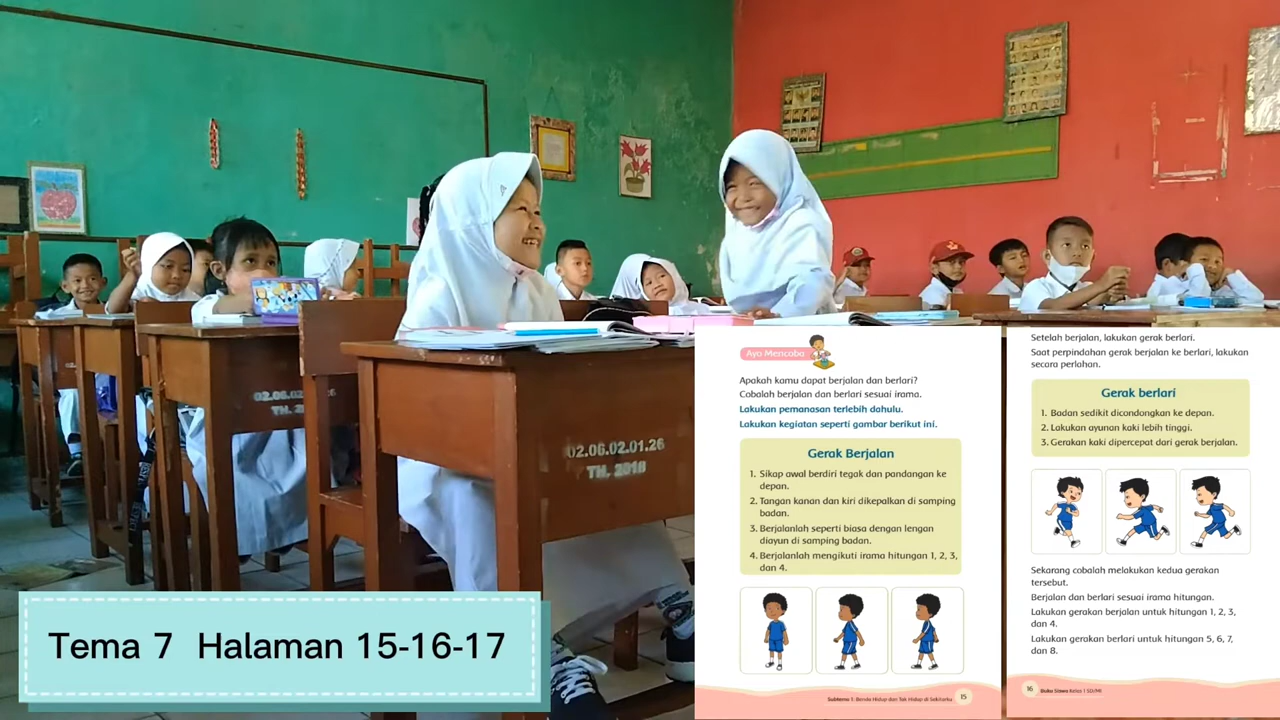 02.06.02.01.26
TH. 2018
Tema 7 Halaman 15-16-17
Ayo Mencoba
Apakah kamu dapat berjalan dan berlari?
Cobalah berjalan dan berlari sesuai irama.
Lakukan pemanasan terlebih dahulu.
Lakukan kegiatan seperti gambar berikut ini.
Gerak Berjalan
1. Sikap awal berdiri tegak dan pandangan ke
depan.
2. Tangan kanan dan kiri dikepalkan di samping
badan.
3. Berjalanlah seperti biasa dengan lengan
diayun di samping badan.
4. Berjalanlah mengikuti irama hitungan 1, 2, 3,
dan 4.
Subtema 1: Benda Hidup dan Tak Hidup di Sekitarku 15
Setelah berjalan, lakukan gerak berlari.
Saat perpindahan gerak berjalan ke berlari, lakukan
secara perlahan.
Gerak berlari
1. Badan sedikit dicondongkan ke depan.
2. Lakukan ayunan kaki lebih tinggi.
3. Gerakan kaki dipercepat dari gerak berjalan.
Sekarang cobalah melakukan kedua gerakan
tersebut.
Berjalan dan berlari sesuai irama hitungan.
Lakukan gerakan berjalan untuk hitungan 1, 2, 3,
dan 4.
Lakukan gerakan berlari untuk hitungan 5, 6, 7,
dan 8.
16 Buku Siswa Kelas 1 SD/MI